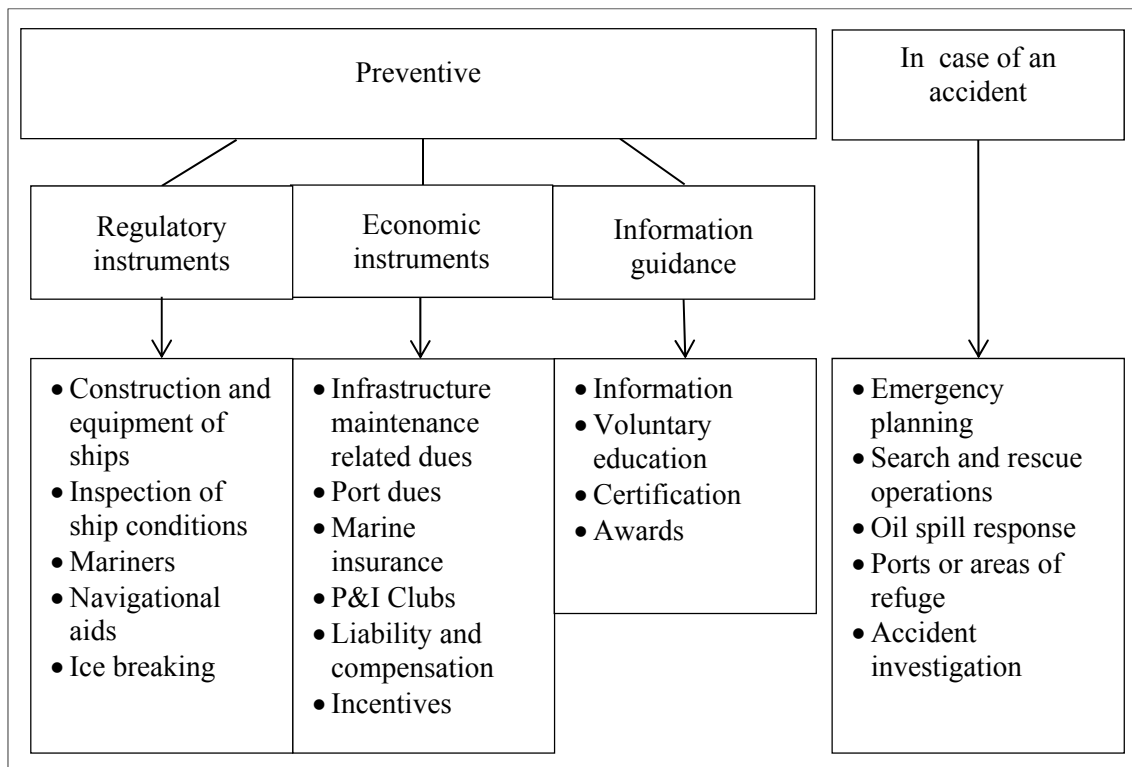 Preventive
In case of an
accident
Regulatory
instruments
Economic
instruments
Information
guidance
• Construction and
equipment of
ships
• Inspection of
ship conditions
• Mariners
• Navigational
aids
• Ice breaking
• Infrastructure
maintenance
related dues
• Port dues
• Marine
insurance
• P&I Clubs
• Liability and
compensation
• Incentives
• Information
• Voluntary
education
• Certification
• Awards
• Emergency
planning
• Search and rescue
operations
• Oil spill response
• Ports or areas of
refuge
• Accident
investigation